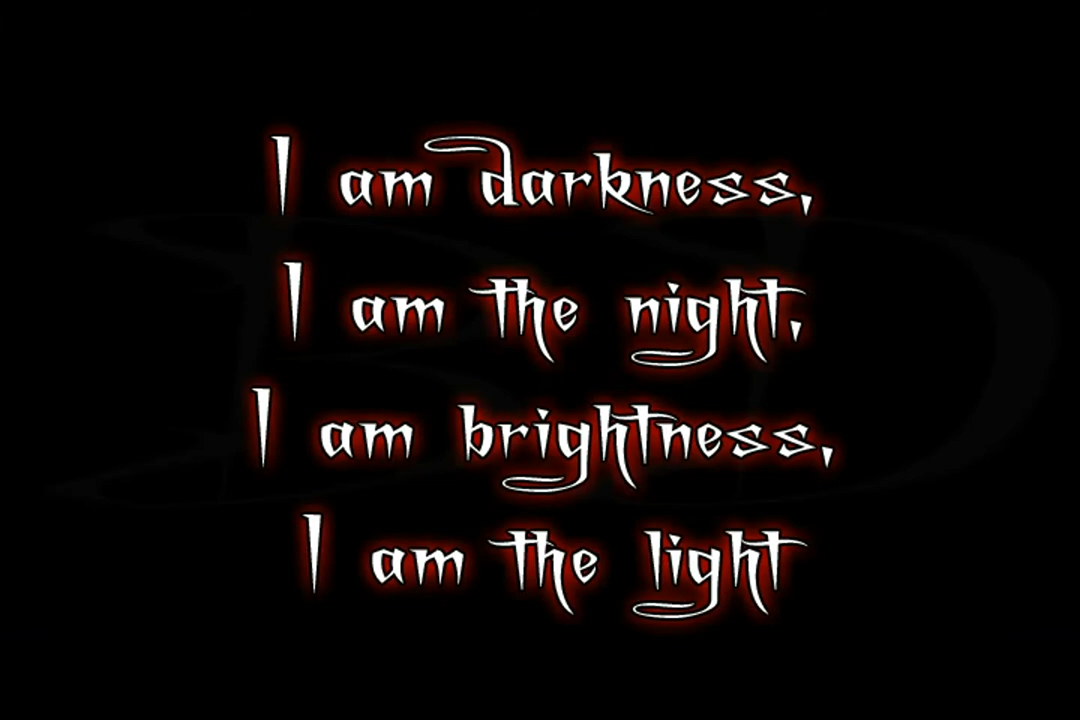 I am darkness,
I am the night,
I am brightness,
I am the light